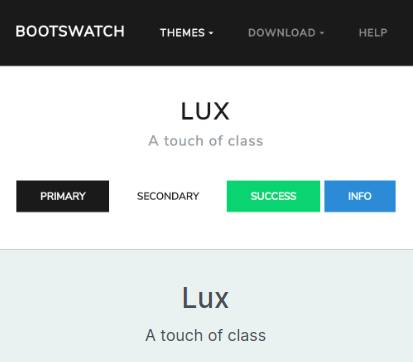 BOOTSWATCH THEMES DOWNLOAD HELP
LUX
A touch of class
PRIMARY SECONDARY SUCCESS INFO
Lux
A touch of class